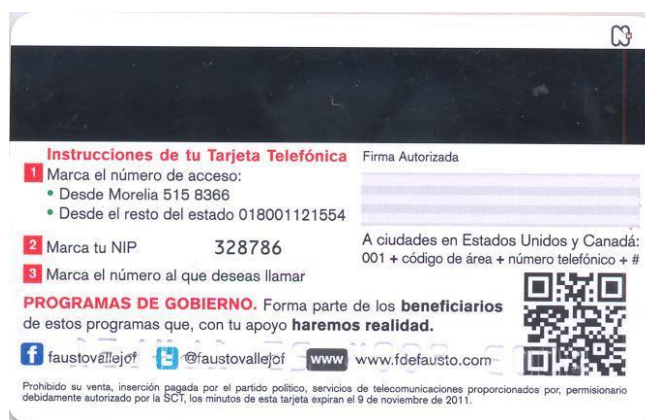 Instrucciones de tu Tarjeta Telefónica
1 Marca el número de acceso:
• Desde Morelia 515 8366
• Desde el resto del estado 018001121554
2 Marca tu NIP 328786
3 Marca el número al que deseas llamar
Firma Autorizada
A ciudades en Estados Unidos y Canadá:
001 + código de área + número telefónico + #
PROGRAMAS DE GOBIERNO. Forma parte de los beneficiarios
de estos programas que, con tu apoyo haremos realidad.
f faustovallejof @faustovallejof www www.fdefausto.com
Prohibido su venta, inserción pagada por el partido político, servicios de telecomunicaciones proporcionados por, permisionario
debidamente autorizado por la SCT, los minutos de esta tarjeta expiran el 9 de noviembre de 2011.